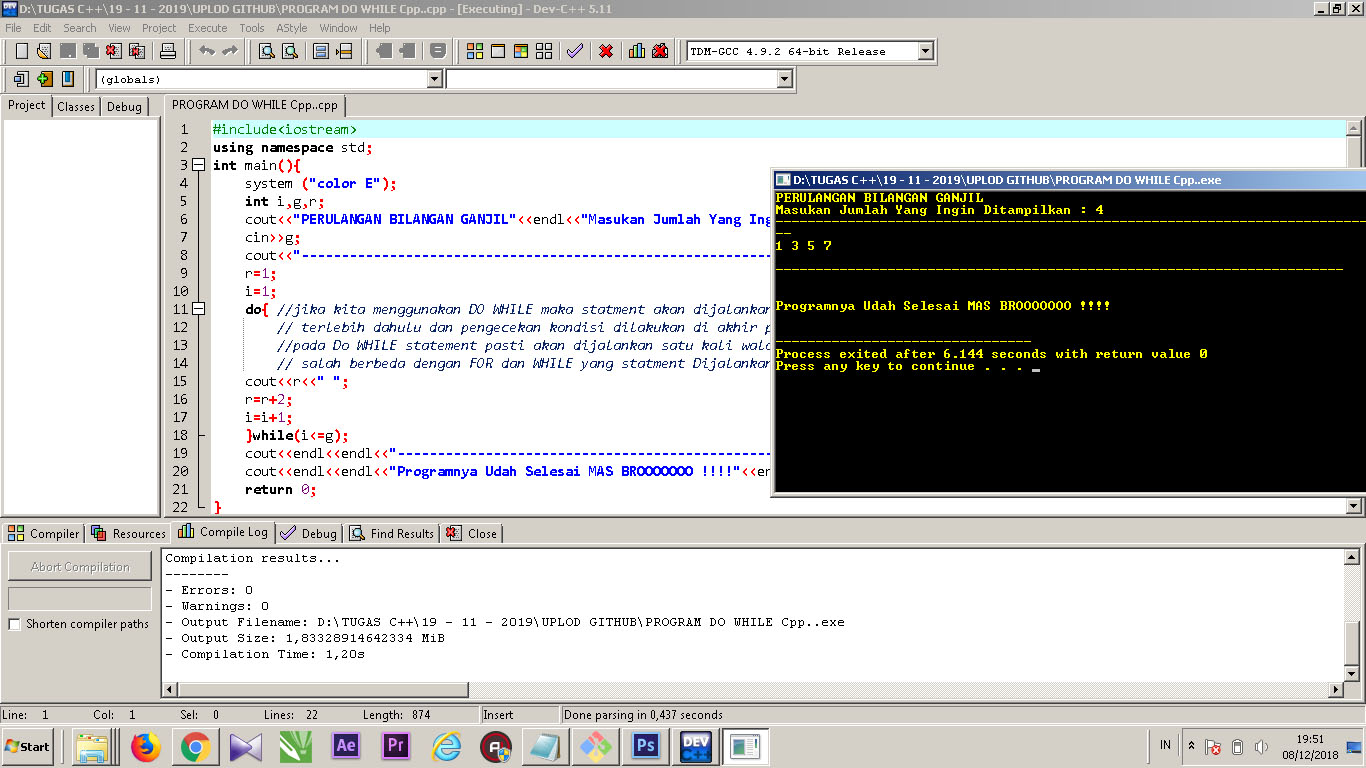 D:\TUGAS C++\19 - 11 - 2019\UPLOD GITHUB\PROGRAM DO WHILE Cpp..cpp - [Executing] - Dev-C++ 5.11
File Edit Search View Project Execute Tools AStyle Window Help
TDM-GCC 4.9.2 64-bit Release
(globals)
Project Classes Debug
PROGRAM DO WHILE Cpp..cpp
1 #include<iostream>
2 using namespace std;
3 int main(){
4 system ("color E");
5 int i,g,r;
6 cout<<"PERULANGAN BILANGAN GANJIL"<<endl<<"Masukan Jumlah Yang Ing
7 cin>>g;
8 cout<<"-----------------------------------------------------------
9 r=1;
10 i=1;
11 do{ //jika kita menggunakan DO WHILE maka statment akan dijalankan
12 // terlebih dahulu dan pengecekan kondisi dilakukan di akhir p
13 //pada Do WHILE statement pasti akan dijalankan satu kali walo
14 // salah berbeda dengan FOR dan WHILE yang statment Dijalankan
15 cout<<r<<" ";
16 r=r+2;
17 i=i+1;
18 }while(i<=g);
19 cout<<endl<<endl<<"-----------------------------------------------
20 cout<<endl<<endl<<"Programnya Udah Selesai MAS BROOOOOOO !!!!"<<en
21 return 0;
22 }
D:\TUGAS C++\19 - 11 - 2019\UPLOD GITHUB\PROGRAM DO WHILE Cpp..exe
PERULANGAN BILANGAN GANJIL
Masukan Jumlah Yang Ingin Ditampilkan : 4
--------------------------------------------------------------------------
--
1 3 5 7
-----------------------------------------------------------------------
Programnya Udah Selesai MAS BROOOOOOO !!!!
--------------------------------
Process exited after 6.144 seconds with return value 0
Press any key to continue . . . _
Compiler Resources Compile Log Debug Find Results Close
Abort Compilation
Shorten compiler paths
Compilation results...
--------
- Errors: 0
- Warnings: 0
- Output Filename: D:\TUGAS C++\19 - 11 - 2019\UPLOD GITHUB\PROGRAM DO WHILE Cpp..exe
- Output Size: 1,83328914642334 MiB
- Compilation Time: 1,20s
Line: 1 Col: 1 Sel: 0 Lines: 22 Length: 874 Insert Done parsing in 0,437 seconds
Start
Ae
Pr
Ps
DEV
IN
19:51
08/12/2018